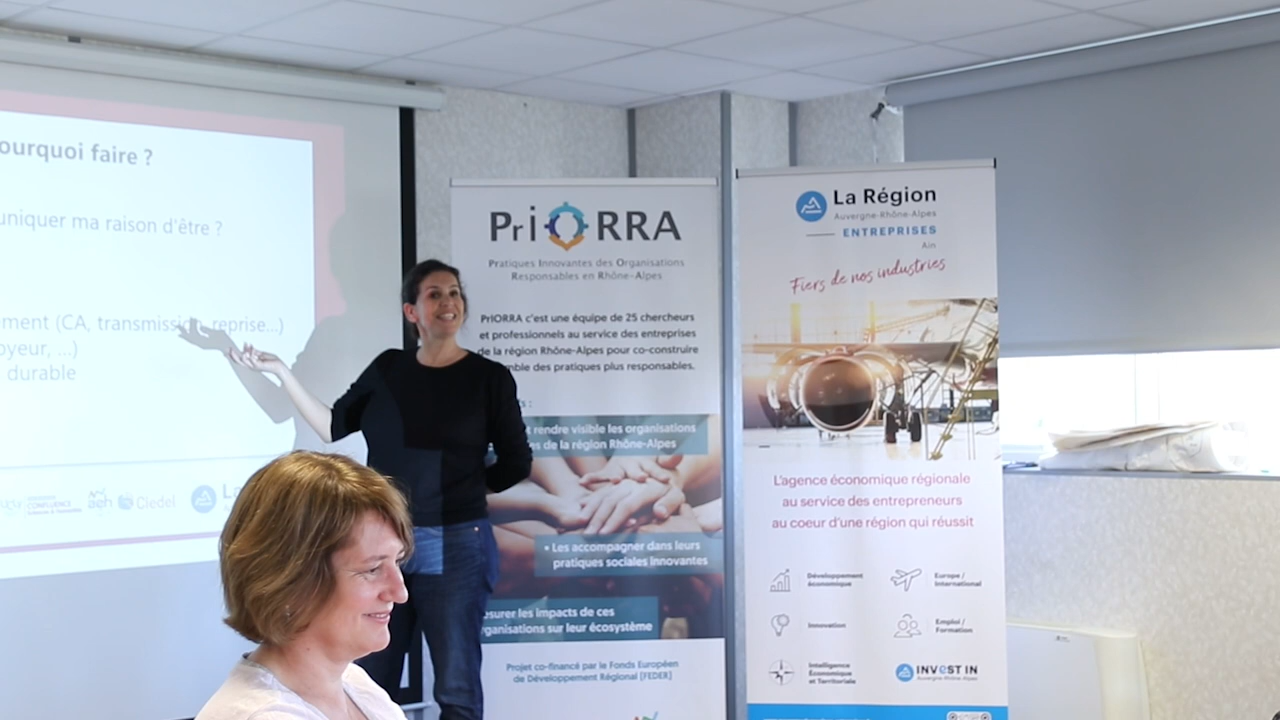 ourquoi faire ?
uniquer ma raison d'être ?
ement (CA, transmission, reprise...)
oyeur, ...)
durable
CONFLUENCE
Ciedel
La
PriORRA
Pratiques Innovantes des Organisations
Responsables en Rhône-Alpes
PriORRA c'est une équipe de 25 chercheurs
et professionnels au service des entreprises
de la région Rhône-Alpes pour co-construire
emble des pratiques plus responsables.
rendre visible les organisations
es de la région Rhône-Alpes
• Les accompagner dans leurs
pratiques sociales innovantes
esurer les impacts de ces
rganisations sur leur écosystème
Projet co-financé par le Fonds Européen
de Développement Régional [FEDER]
La Région
Auvergne-Rhône-Alpes
ENTREPRISES
Ain
Fiers de nos industries
L'agence économique régionale
au service des entrepreneurs
au coeur d'une région qui réussit
Développement
économique
Europe /
International
Innovation
Emploi /
Formation
Intelligence
Économique
et Territoriale
INVEST IN
Auvergne-Rhône-Alpes